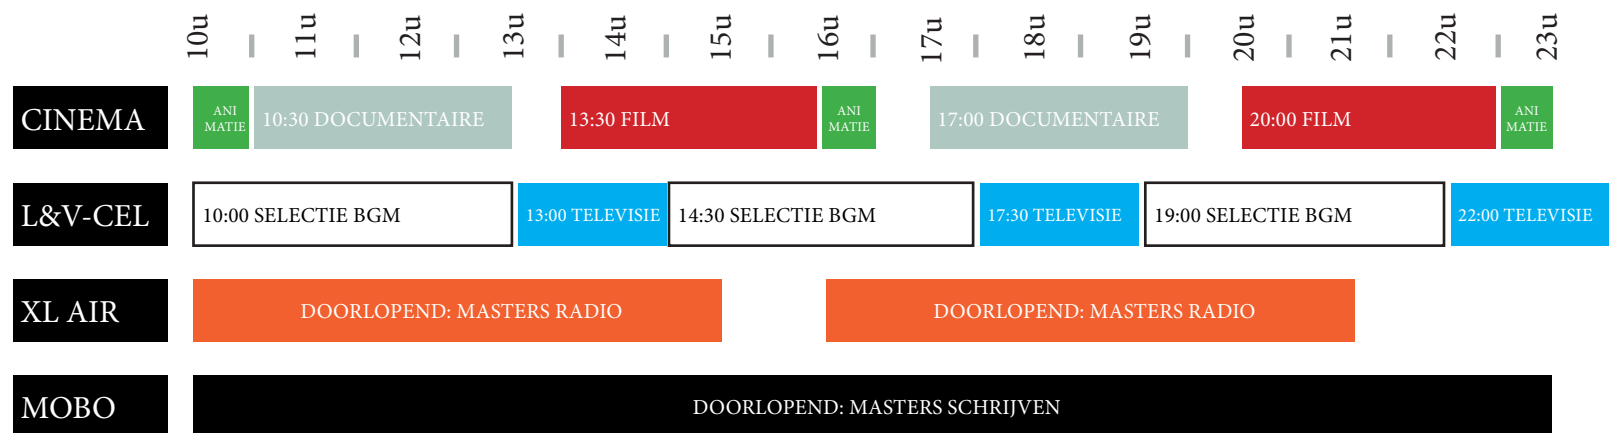 10u 11u 12u 13u 14u 15u 16u 17u 18u 19u 20u 21u 22u 23u
CINEMA
ANI
MATIE
10:30 DOCUMENTAIRE
13:30 FILM
ANI
MATIE
17:00 DOCUMENTAIRE
20:00 FILM
ANI
MATIE
L&V-CEL
10:00 SELECTIE BGM
13:00 TELEVISIE
14:30 SELECTIE BGM
17:30 TELEVISIE
19:00 SELECTIE BGM
22:00 TELEVISIE
XL AIR
DOORLOPEND: MASTERS RADIO
DOORLOPEND: MASTERS RADIO
MOBO
DOORLOPEND: MASTERS SCHRIJVEN